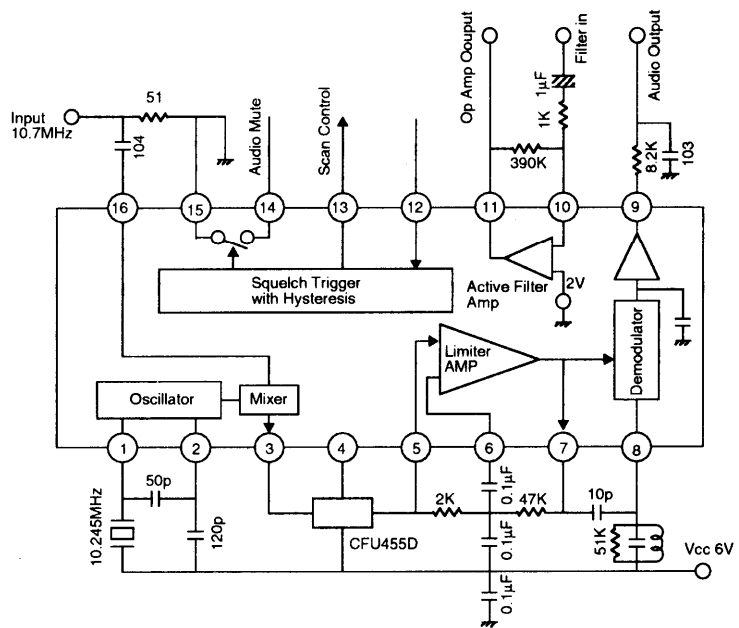 Op Amp Ooutput
Filter in
Audio Output
1µF
1K
390K
8.2K
103
Input
10.7MHz
51
104
Audio Mute
Scan Control
16
15
14
13
12
11
10
9
Squelch Trigger
with Hysteresis
Active Filter
Amp
2V
Limiter
AMP
Demodulator
Oscillator
Mixer
1
2
3
4
5
6
7
8
10.245MHz
50p
120p
CFU455D
2K
0.1µF
47K
10p
0.1µF
0.1µF
51K
Vcc 6V